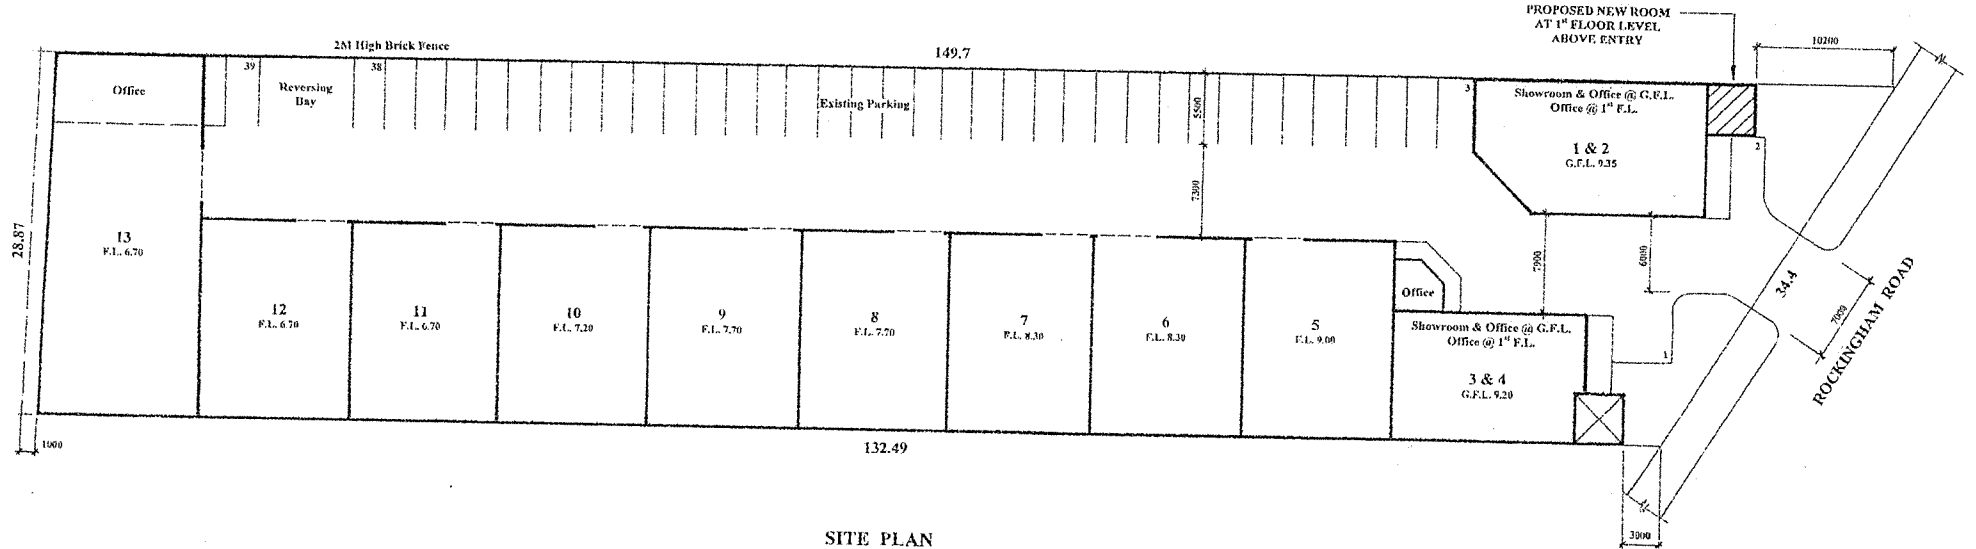 PROPOSED NEW ROOM
AT 1st FLOOR LEVEL
ABOVE ENTRY
10200
2M High Brick Fence
149.7
39
38
Office
Reversing
Bay
Existing Parking
5500
3
Showroom & Office @ G.F.L.
Office @ 1st F.L.
1 & 2
G.F.L. 9.35
2
7300
28.87
13
F.L. 6.70
12
F.L. 6.70
11
F.L. 6.70
10
F.L. 7.20
9
F.L. 7.70
8
F.L. 7.70
7
F.L. 8.30
6
F.L. 8.30
5
F.L. 9.00
Office
7900
6000
34.4
7000
ROCKINGHAM ROAD
Showroom & Office @ G.F.L.
Office @ 1st F.L.
3 & 4
G.F.L. 9.20
1
1000
132.49
3000
SITE PLAN